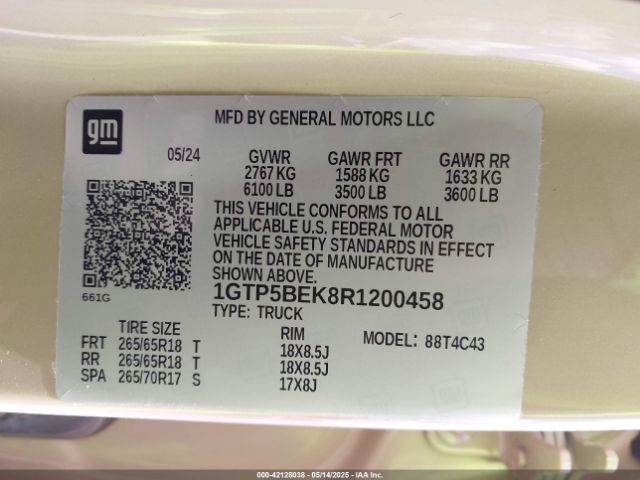 gm
MFD BY GENERAL MOTORS LLC
05/24 GVWR GAWR FRT GAWR RR
2767 KG 1588 KG 1633 KG
6100 LB 3500 LB 3600 LB
THIS VEHICLE CONFORMS TO ALL
APPLICABLE U.S. FEDERAL MOTOR
VEHICLE SAFETY STANDARDS IN EFFECT
ON THE DATE OF MANUFACTURE
SHOWN ABOVE.
661G
1GTP5BEK8R1200458
TYPE: TRUCK
TIRE SIZE RIM MODEL: 88T4C43
FRT 265/65R18 T 18X8.5J
RR 265/65R18 T 18X8.5J
SPA 265/70R17 S 17X8J
000-42128038 - 05/14/2025 - IAA, Inc.